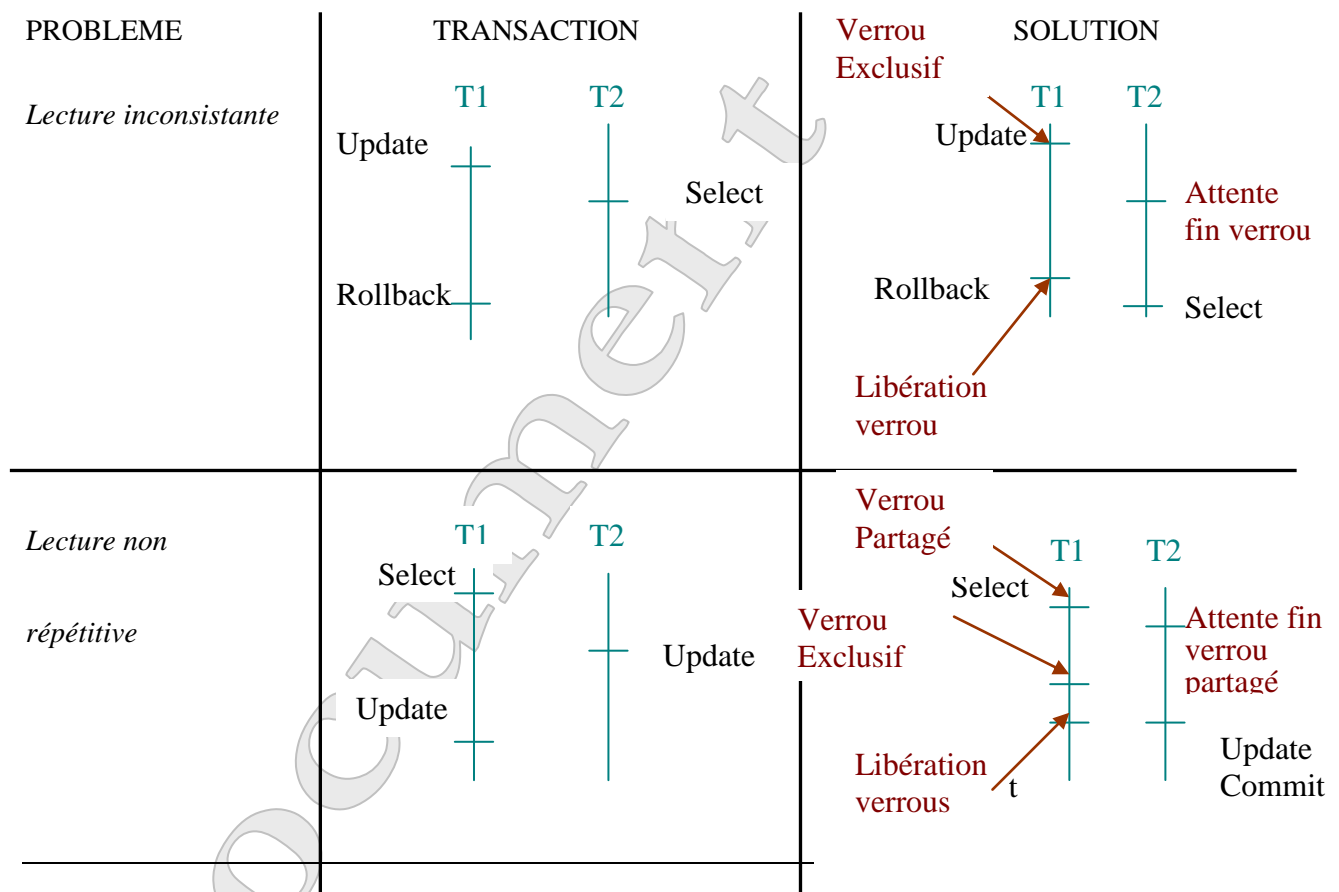 PROBLEME
TRANSACTION
Verrou
Exclusif
SOLUTION
Lecture inconsistante
T1
T2
Update
Select
Rollback
T1
T2
Update
Attente
fin verrou
Rollback
Select
Libération
verrou
Lecture non
répétitive
T1
T2
Select
Update
Update
Verrou
Partagé
T1
T2
Select
Verrou
Exclusif
Attente fin
verrou
partagé
Libération
verrous
t
Update
Commit
ocument